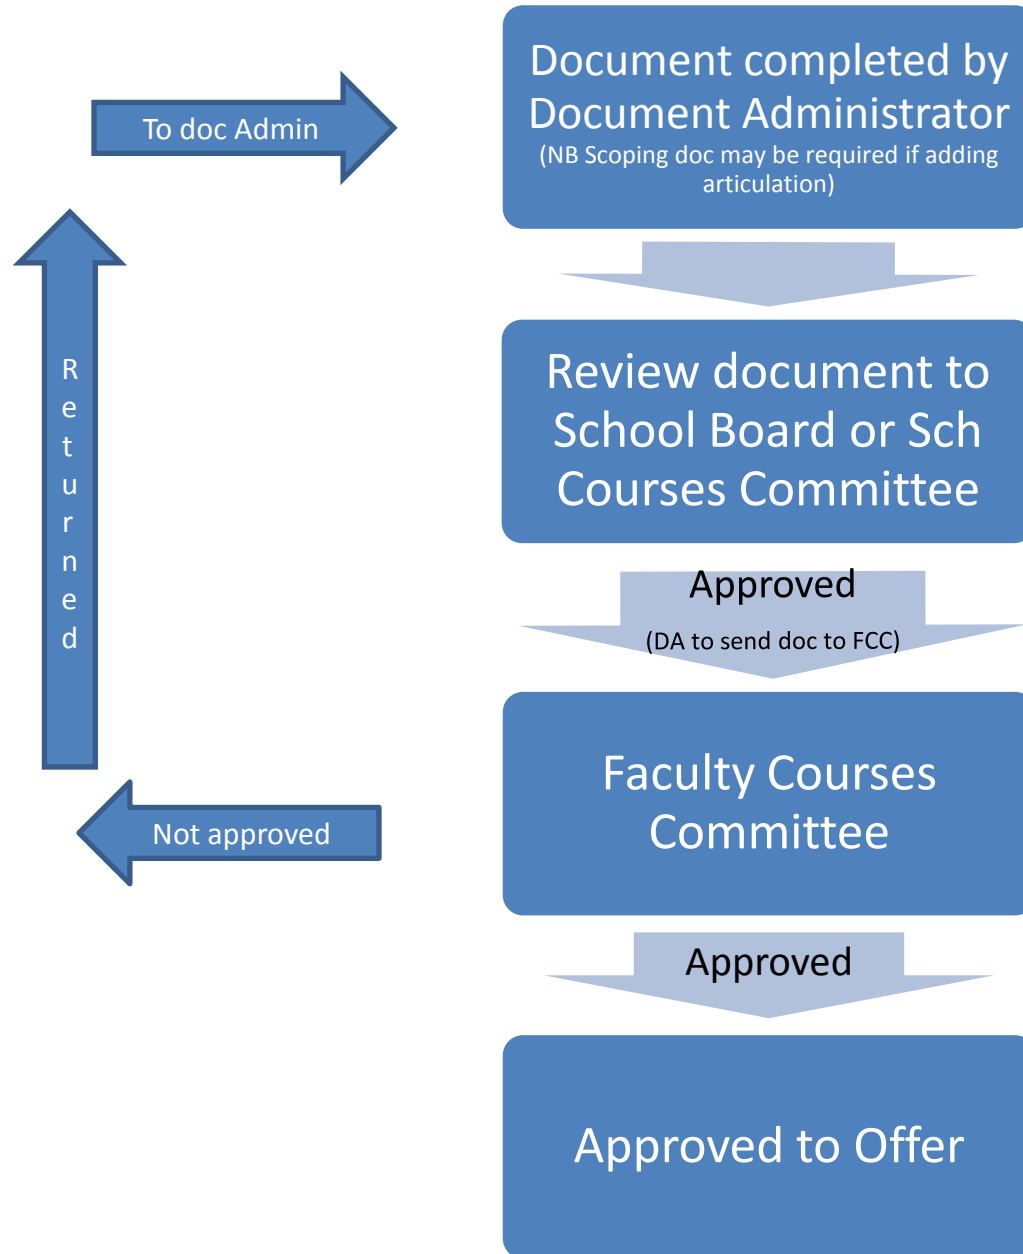 Document completed by
Document Administrator
(NB Scoping doc may be required if adding
articulation)
To doc Admin
Review document to
School Board or Sch
Courses Committee
Returned
Approved
(DA to send doc to FCC)
Faculty Courses
Committee
Not approved
Approved
Approved to Offer